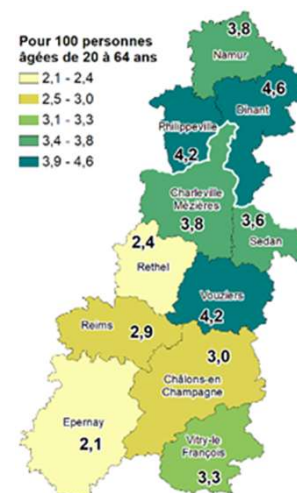 Pour 100 personnes
âgées de 20 à 64 ans
2,1 - 2,4
2,5 - 3,0
3,1 - 3,3
3,4 - 3,8
3,9 - 4,6
3,8
Namur
4,6
Dinant
Philippeville
4,2
Charleville
Mézières
3,8
3,6
Sedan
2,4
Rethel
Vouziers
4,2
Reims
2,9
3,0
Châlons-en
Champagne
Epernay
2,1
Vitry-le
François
3,3